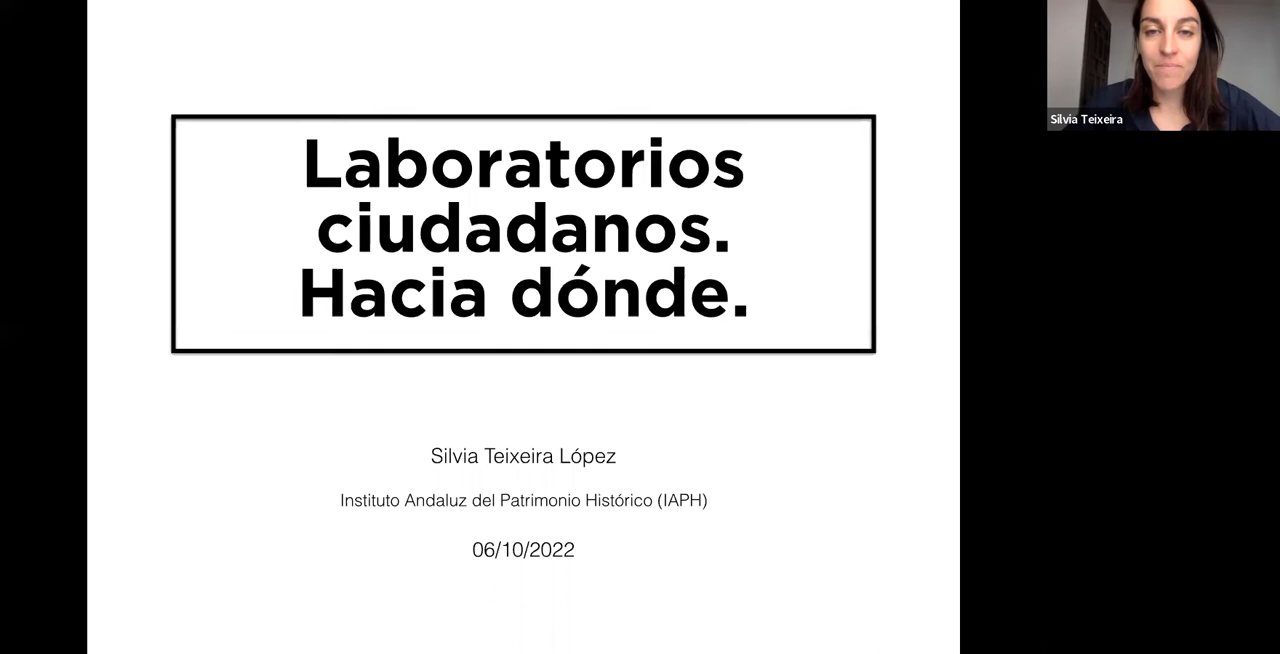 Laboratorios
ciudadanos.
Hacia dónde.
Silvia Teixeira López
Instituto Andaluz del Patrimonio Histórico (IAPH)
06/10/2022
Silvia Teixeira